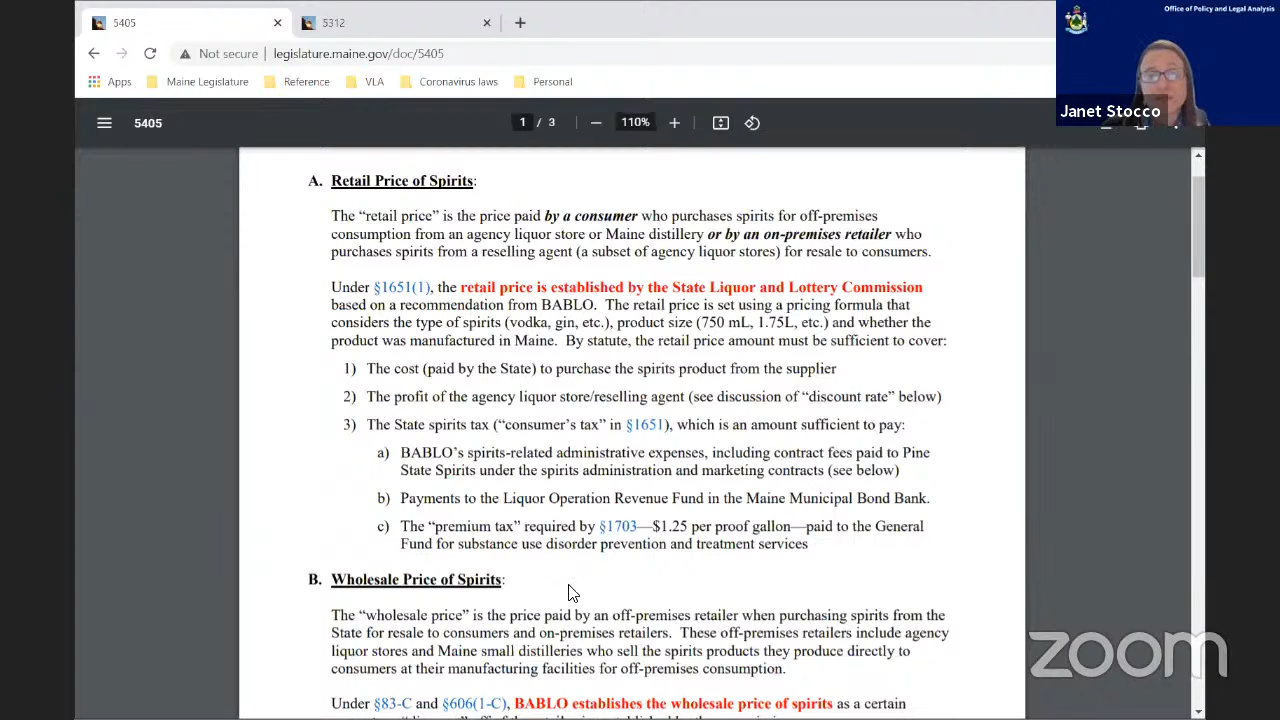 5405
5312
Not secure
legislature.maine.gov/doc/5405
Apps
Maine Legislature
Reference
VLA
Coronavirus laws
Personal
Office of Policy and Legal Analysis
Janet Stocco
5405
1 / 3
110%
A. Retail Price of Spirits:
The “retail price” is the price paid by a consumer who purchases spirits for off-premises
consumption from an agency liquor store or Maine distillery or by an on-premises retailer who
purchases spirits from a reselling agent (a subset of agency liquor stores) for resale to consumers.
Under §1651(1), the retail price is established by the State Liquor and Lottery Commission
based on a recommendation from BABLO. The retail price is set using a pricing formula that
considers the type of spirits (vodka, gin, etc.), product size (750 mL, 1.75L, etc.) and whether the
product was manufactured in Maine. By statute, the retail price amount must be sufficient to cover:
1) The cost (paid by the State) to purchase the spirits product from the supplier
2) The profit of the agency liquor store/reselling agent (see discussion of “discount rate” below)
3) The State spirits tax (“consumer’s tax” in §1651), which is an amount sufficient to pay:
a) BABLO’s spirits-related administrative expenses, including contract fees paid to Pine
State Spirits under the spirits administration and marketing contracts (see below)
b) Payments to the Liquor Operation Revenue Fund in the Maine Municipal Bond Bank.
c) The “premium tax” required by §1703—$1.25 per proof gallon—paid to the General
Fund for substance use disorder prevention and treatment services
B. Wholesale Price of Spirits:
The “wholesale price” is the price paid by an off-premises retailer when purchasing spirits from the
State for resale to consumers and on-premises retailers. These off-premises retailers include agency
liquor stores and Maine small distilleries who sell the spirits products they produce directly to
consumers at their manufacturing facilities for off-premises consumption.
Under §83-C and §606(1-C), BABLO establishes the wholesale price of spirits as a certain
zoom